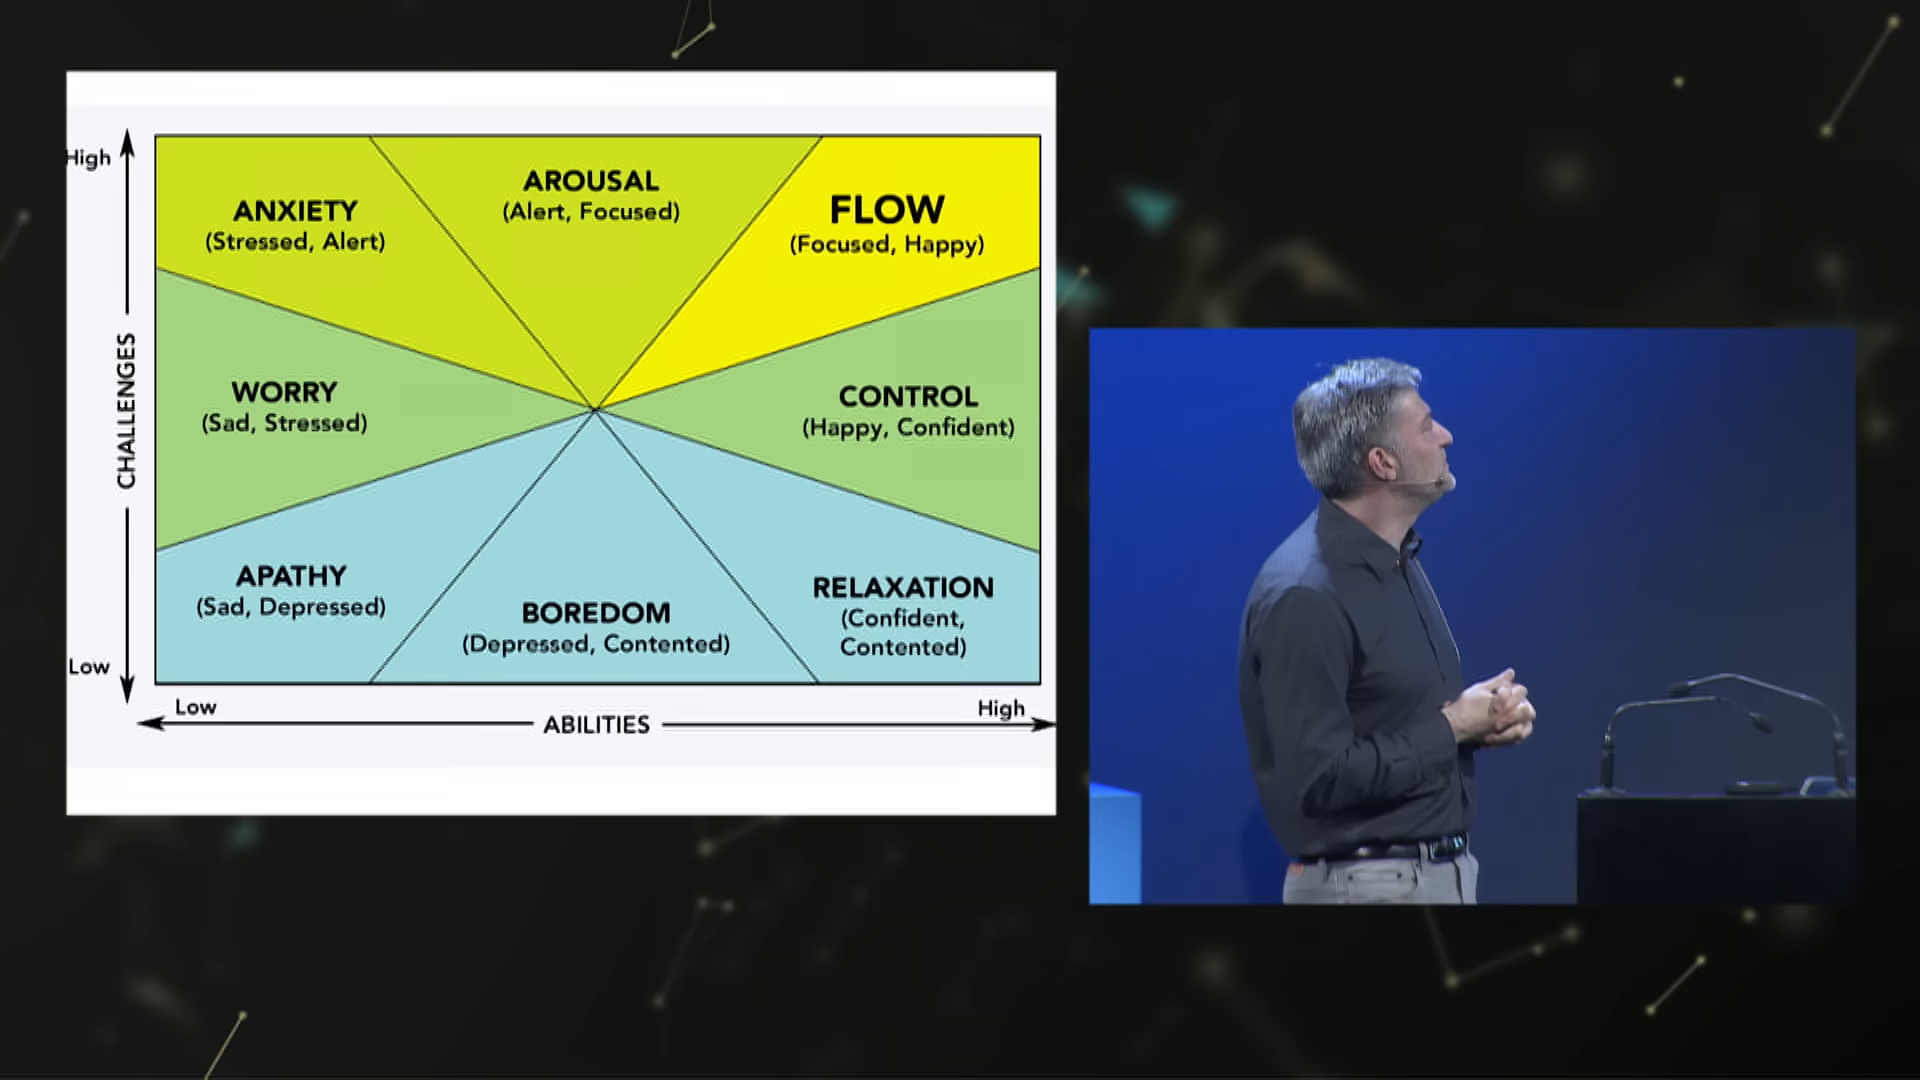 High
ANXIETY
(Stressed, Alert)
AROUSAL
(Alert, Focused)
FLOW
(Focused, Happy)
CHALLENGES
WORRY
(Sad, Stressed)
CONTROL
(Happy, Confident)
APATHY
(Sad, Depressed)
BOREDOM
(Depressed, Contented)
RELAXATION
(Confident,
Contented)
Low
Low
ABILITIES
High